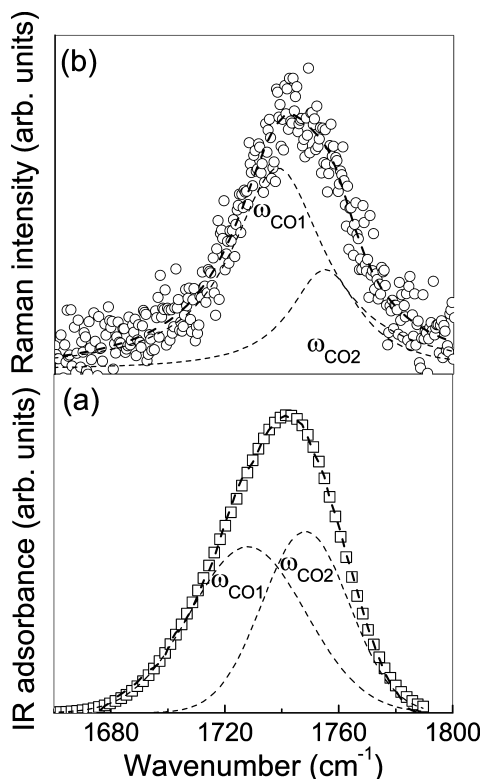 (b)
Raman intensity (arb. units)
ωCO1
ωCO2
(a)
IR adsorbance (arb. units)
ωCO1
ωCO2
1680 1720 1760 1800
Wavenumber (cm-1)